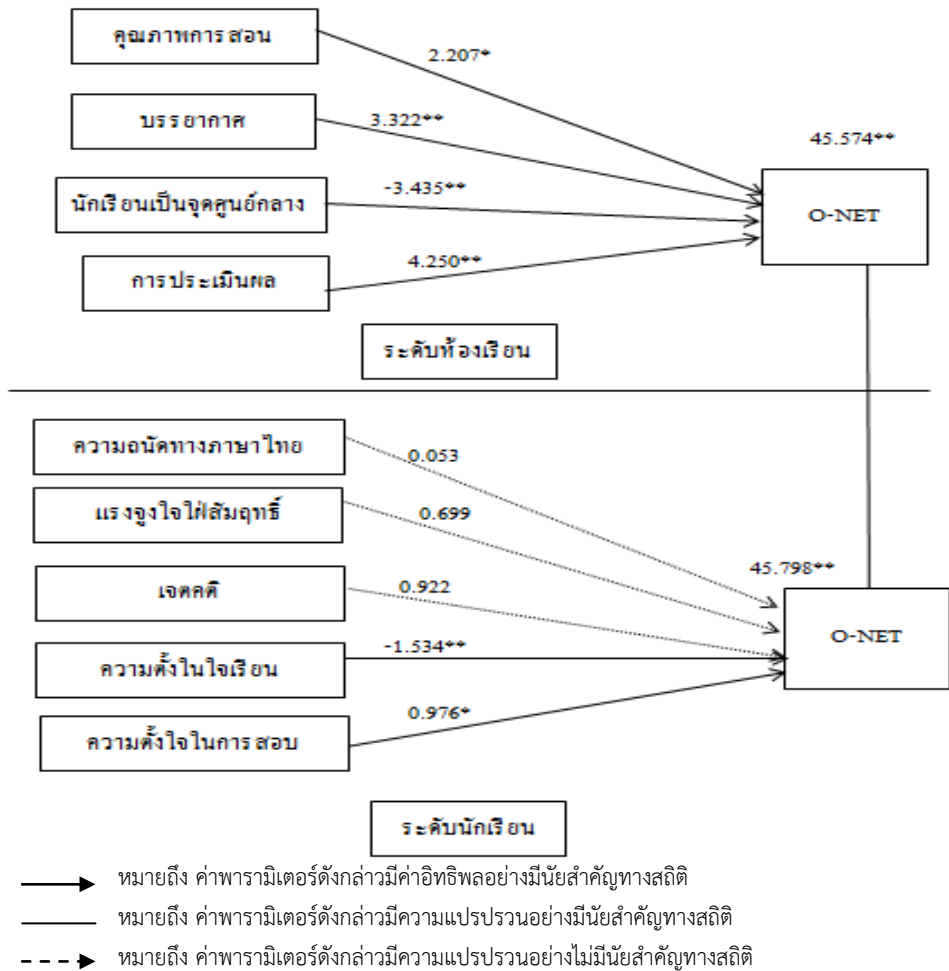 คุณภาพการสอน
2.207*
บรรยากาศ
3.322**
45.574**
นักเรียนเป็นจุดศูนย์กลาง
-3.435**
O-NET
การประเมินผล
4.250**
ระดับห้องเรียน
ความถนัดทางภาษาไทย
0.053
แรงจูงใจใฝ่สัมฤทธิ์
0.699
เจตคติ
0.922
45.798**
O-NET
ความตั้งในใจเรียน
-1.534**
ความตั้งใจในการสอบ
0.976*
ระดับนักเรียน
หมายถึง ค่าพารามิเตอร์ดังกล่าวมีค่าอิทธิพลอย่างมีนัยสำคัญทางสถิติ
หมายถึง ค่าพารามิเตอร์ดังกล่าวมีความแปรปรวนอย่างมีนัยสำคัญทางสถิติ
หมายถึง ค่าพารามิเตอร์ดังกล่าวมีความแปรปรวนอย่างไม่มีนัยสำคัญทางสถิติ